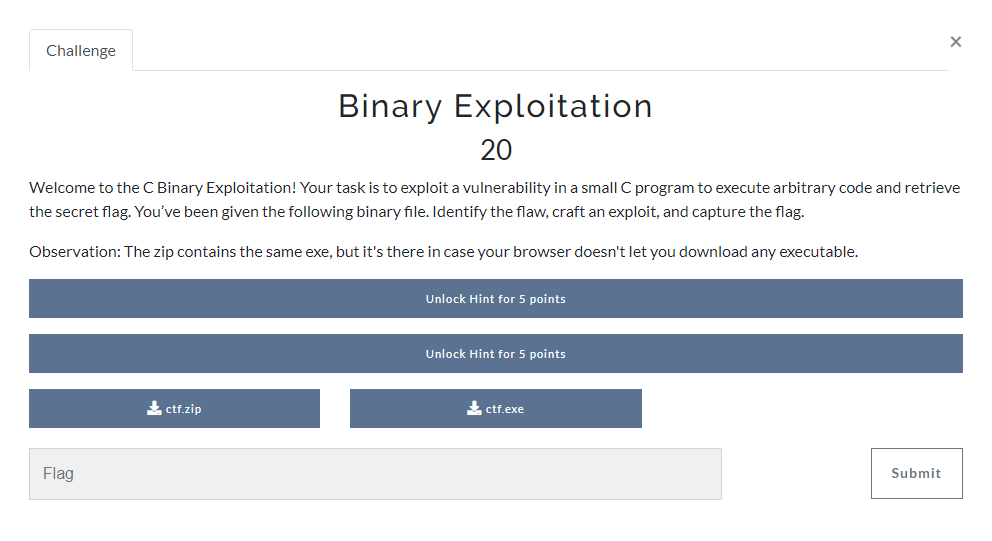 Challenge
×
Binary Exploitation
20
Welcome to the C Binary Exploitation! Your task is to exploit a vulnerability in a small C program to execute arbitrary code and retrieve
the secret flag. You’ve been given the following binary file. Identify the flaw, craft an exploit, and capture the flag.
Observation: The zip contains the same exe, but it's there in case your browser doesn't let you download any executable.
Unlock Hint for 5 points
Unlock Hint for 5 points
ctf.zip
ctf.exe
Flag
Submit